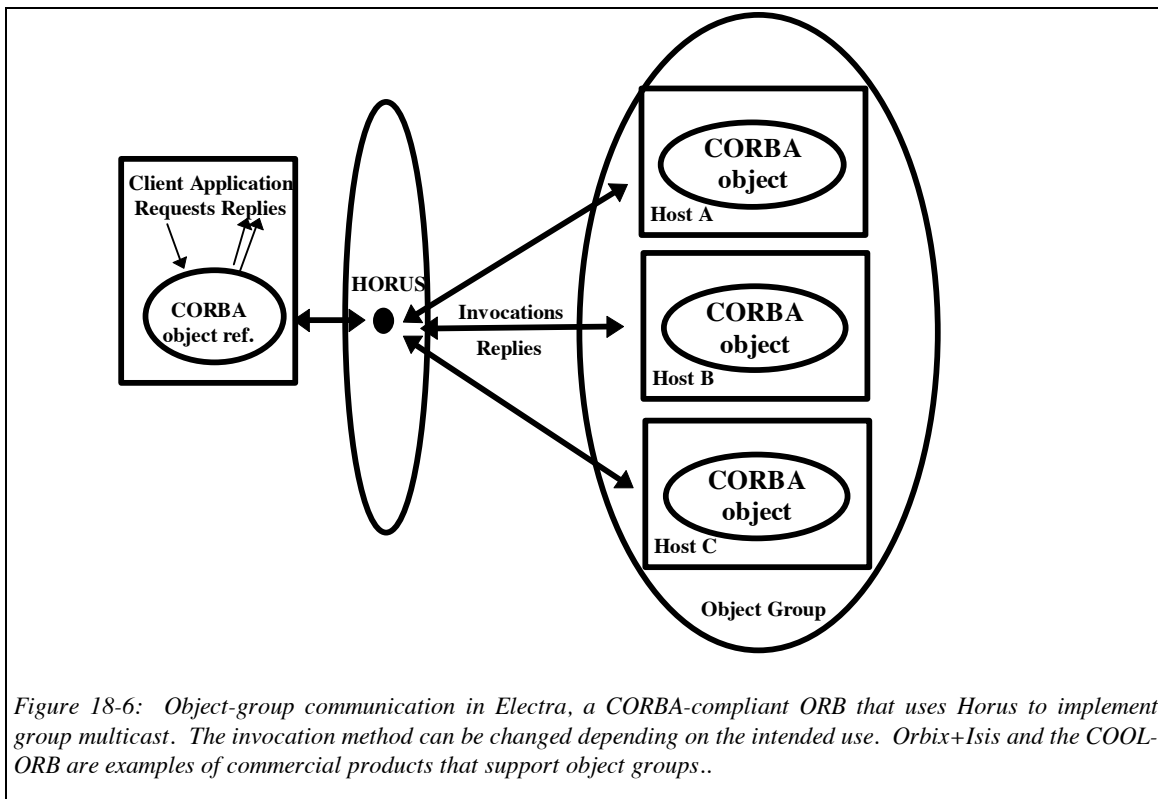 Client Application
Requests Replies
CORBA
object ref.
HORUS
Invocations
Replies
CORBA
object
Host A
CORBA
object
Host B
CORBA
object
Host C
Object Group
Figure 18-6: Object-group communication in Electra, a CORBA-compliant ORB that uses Horus to implement
group multicast. The invocation method can be changed depending on the intended use. Orbix+Isis and the COOL-
ORB are examples of commercial products that support object groups..